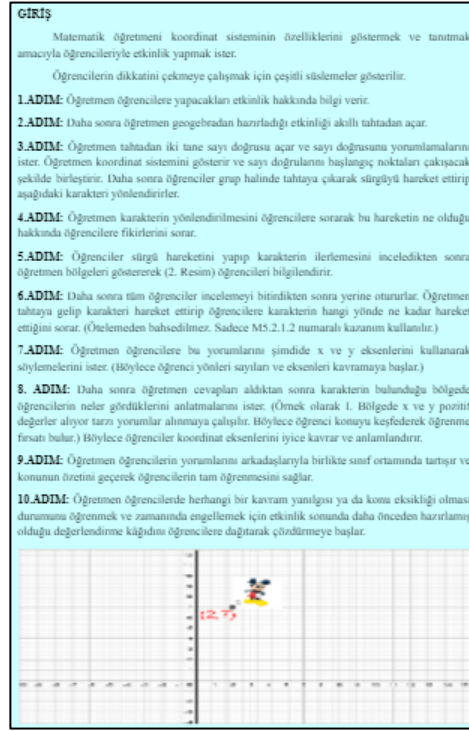 GİRİŞ
Matematik öğretmeni koordinat sisteminin özelliklerini göstermek ve tanıtmak
amacıyla öğrencileriyle etkinlik yapmak ister.
Öğrencilerin dikkatini çekmeye çalışmak için çeşitli süslemeler gösterilir.
1.ADIM: Öğretmen öğrencilere yapacakları etkinlik hakkında bilgi verir.
2.ADIM: Daha sonra öğretmen geogebradan hazırladığı etkinliği akıllı tahtadan açar.
3.ADIM: Öğretmen tahtadan iki tane sayı doğrusu açar ve sayı doğrusunu yorumlamalarını
ister. Öğretmen koordinat sistemini gösterir ve sayı doğrularını başlangıç noktaları çakışacak
şekilde birleştirir. Daha sonra öğrenciler grup halinde tahtaya çıkarak sürgüyü hareket ettirip
aşağıdaki karakteri yönlendirirler.
4.ADIM: Öğretmen karakterin yönlendirilmesini öğrencilere sorarak bu hareketin ne olduğu
hakkında öğrencilere fikirlerini sorar.
5.ADIM: Öğrenciler sürgü hareketini yapıp karakterin ilerlemesini inceledikten sonra
öğretmen bölgeleri göstererek (2. Resim) öğrencileri bilgilendirir.
6.ADIM: Daha sonra tüm öğrenciler incelemeyi bitirdikten sonra yerine otururlar. Öğretmen
tahtaya gelip karakteri hareket ettirip öğrencilere karakterin hangi yönde ne kadar hareket
ettiğini sorar. (Ötelemeden bahsedilmez. Sadece M5.2.1.2 numaralı kazanım kullanılır.)
7.ADIM: Öğretmen öğrencilere bu yorumlarını şimdide x ve y eksenlerini kullanarak
söylemelerini ister. (Böylece öğrenci yönleri sayıları ve eksenleri kavramaya başlar.)
8. ADIM: Daha sonra öğretmen cevapları aldıktan sonra karakterin bulunduğu bölgede
öğrencilerin neler gördüklerini anlatmalarını ister. (Örnek olarak 1. Bölgede x ve y pozitif
değerler alıyor tarzı yorumlar alınmaya çalışılır. Böylece öğrenci konuyu keşfederek öğrenme
fırsatı bulur.) Böylece öğrenciler koordinat eksenlerini iyice kavrar ve anlamlandırır.
9.ADIM: Öğretmen öğrencilerin yorumlarını arkadaşlarıyla birlikte sınıf ortamında tartışır ve
konunun özetini geçerek öğrencilerin tam öğrenmesini sağlar.
10.ADIM: Öğretmen öğrencilerde herhangi bir kavram yanılgısı ya da konu eksikliği olması
durumunu öğrenmek ve zamanında engellemek için etkinlik sonunda daha önceden hazırlamış
olduğu değerlendirme kâğıdını öğrencilere dağıtarak çözdürmeye başlar.
(2,7)